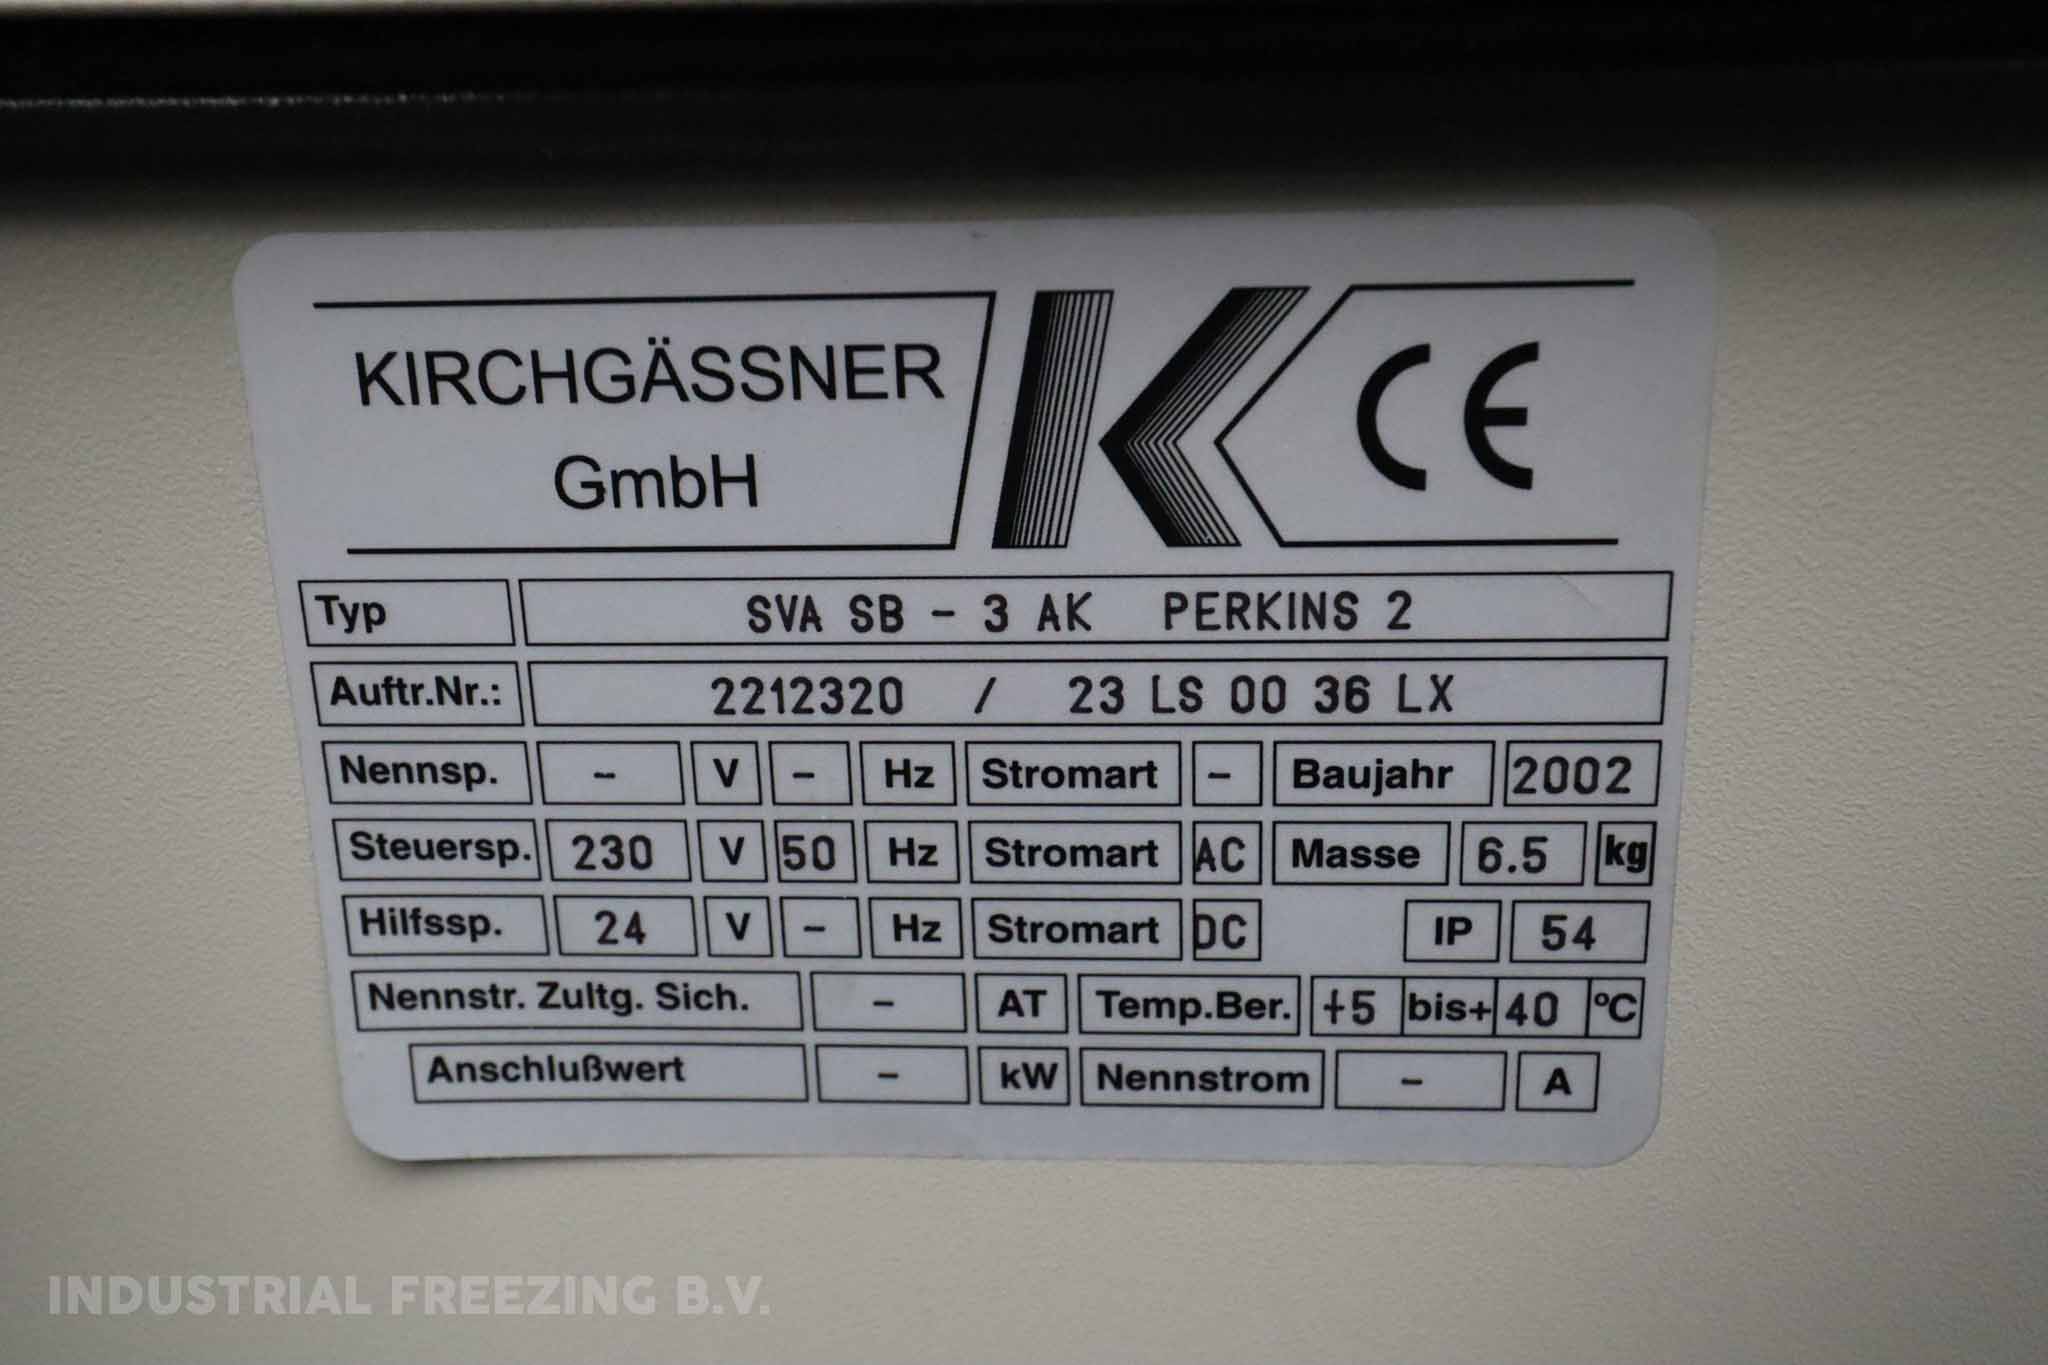 KIRCHGÄSSNER
GmbH
K CE
Typ SVA SB - 3 AK PERKINS 2
Auftr.Nr.: 2212320 / 23 LS 00 36 LX
Nennsp. - V - Hz Stromart - Baujahr 2002
Steuersp. 230 V 50 Hz Stromart AC Masse 6.5 kg
Hilfssp. 24 V - Hz Stromart DC IP 54
Nennstr. Zultg. Sich. - AT Temp.Ber. +5 bis+ 40 °C
Anschlußwert - kW Nennstrom - A
INDUSTRIAL FREEZING B.V.